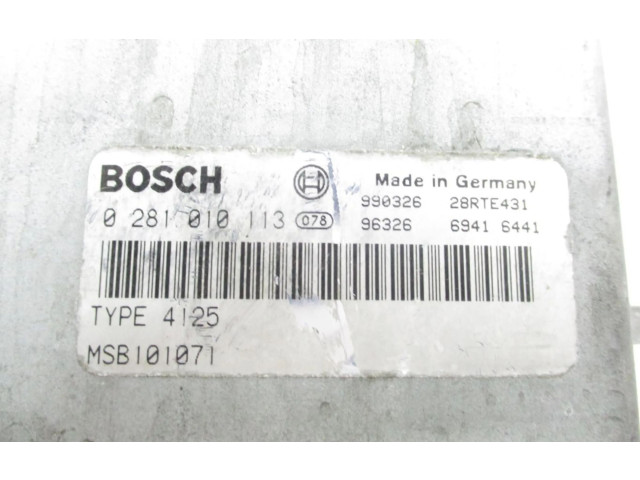 BOSCH Made in Germany
990326 28RTE431
0 281 010 113 078 96326 6941 6441
TYPE 4125
MSB101071